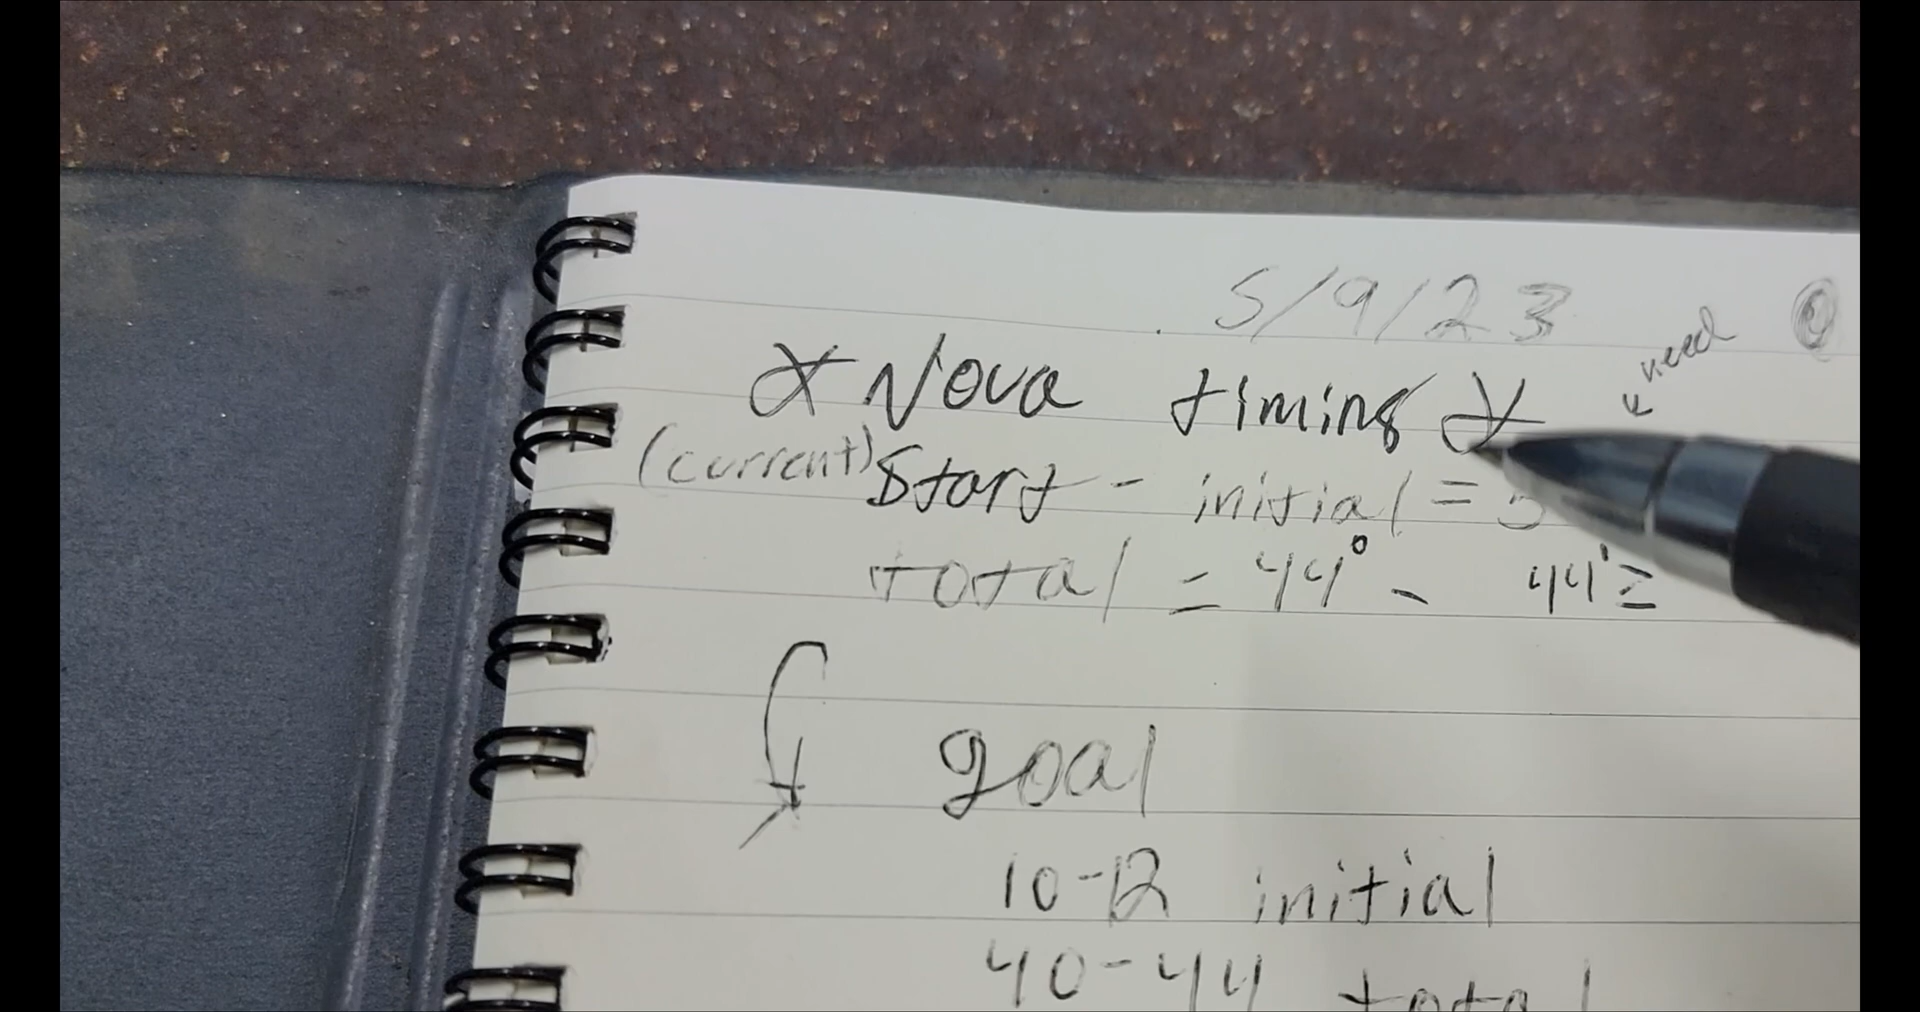 5/9/23
need
* Nova timing *
(current) Start - initial = 5
total = 44° - 44° =
goal
10-12 initial
40-44 total